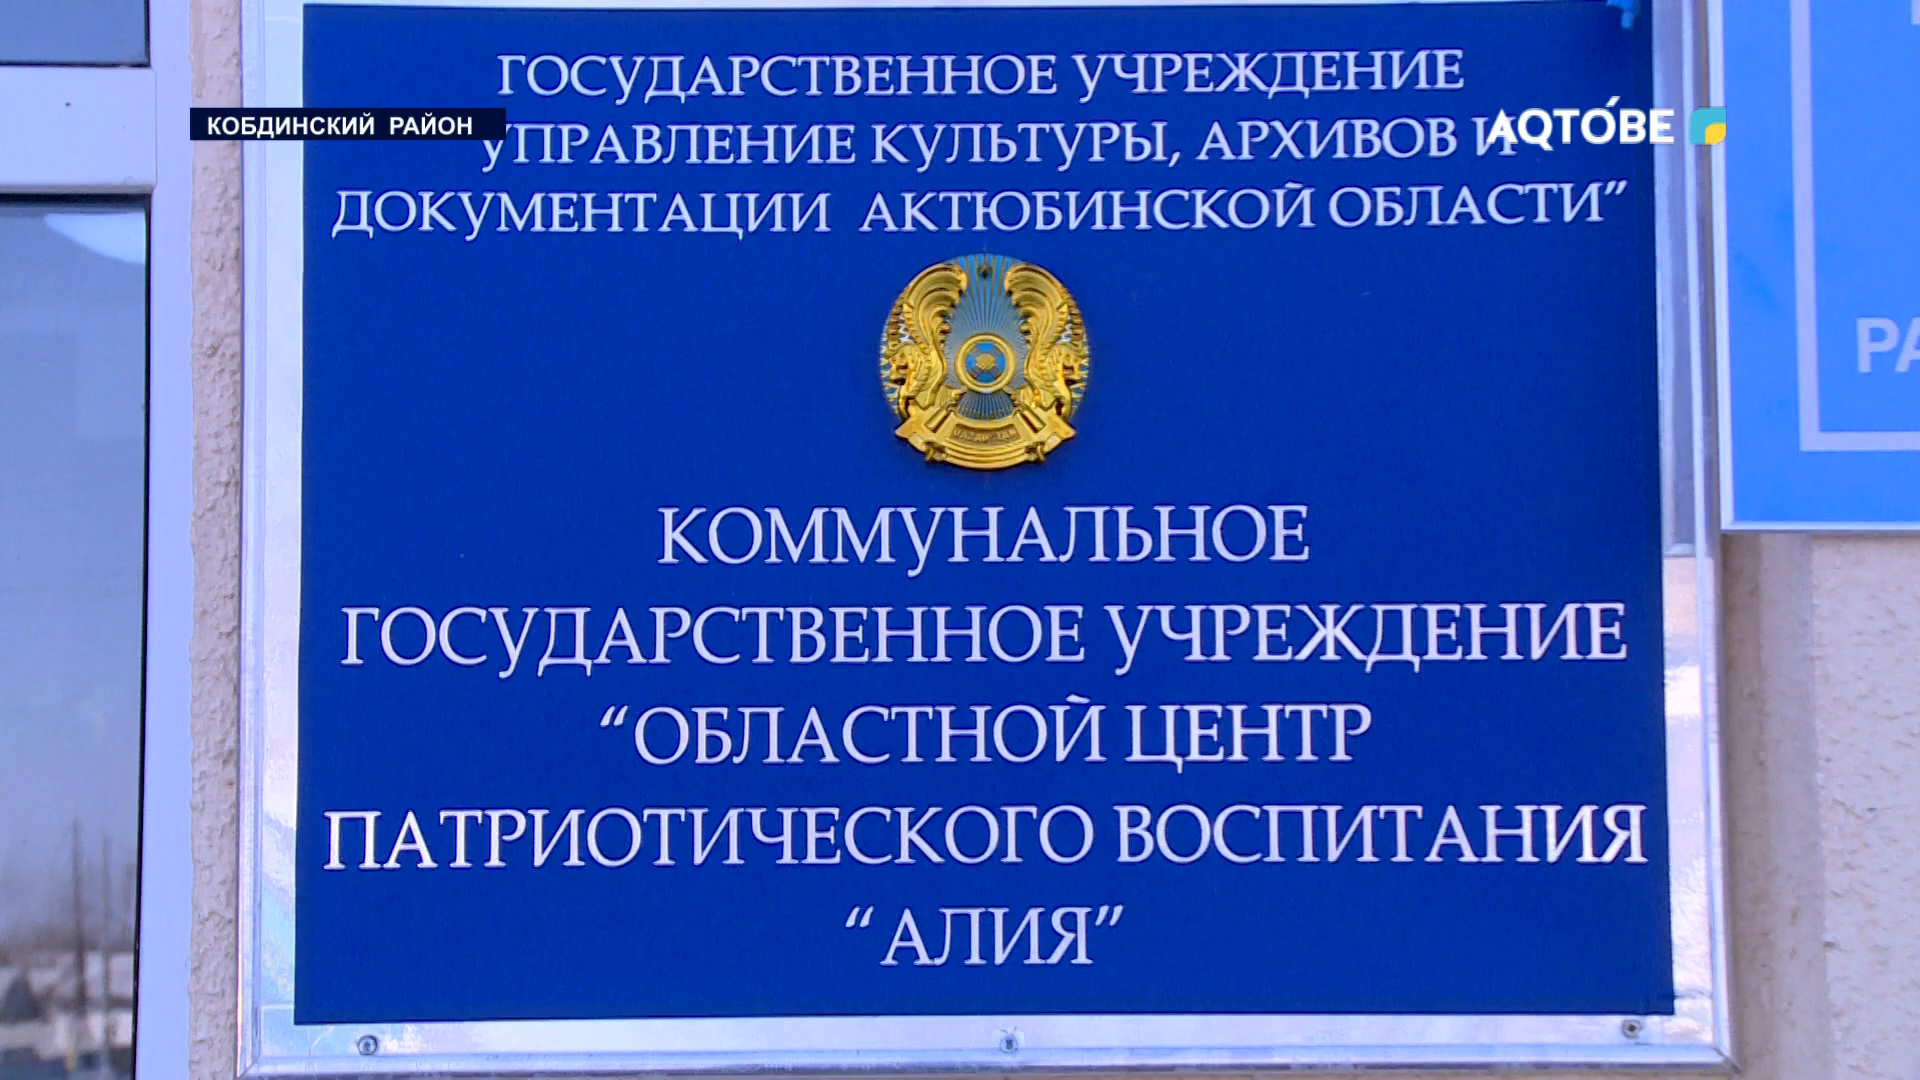 ГОСУДАРСТВЕННОЕ УЧРЕЖДЕНИЕ
КОБДИНСКИЙ РАЙОН
AQTÓBE
УПРАВЛЕНИЕ КУЛЬТУРЫ, АРХИВОВ И
ДОКУМЕНТАЦИИ АКТЮБИНСКОЙ ОБЛАСТИ”
КОММУНАЛЬНОЕ
ГОСУДАРСТВЕННОЕ УЧРЕЖДЕНИЕ
“ОБЛАСТНОЙ ЦЕНТР
ПАТРИОТИЧЕСКОГО ВОСПИТАНИЯ
“АЛИЯ”